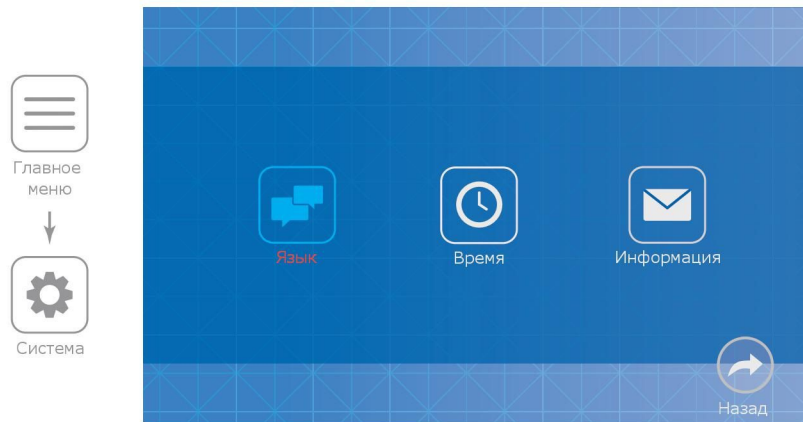 Главное
меню
Система
Язык
Время
Информация
Назад